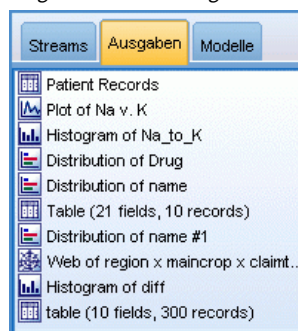 Streams Ausgaben Modelle
Patient Records
Plot of Na v. K
Histogram of Na_to_K
Distribution of Drug
Distribution of name
Table (21 fields, 10 records)
Distribution of name #1
Web of region x maincrop x claimt...
Histogram of diff
table (10 fields, 300 records)